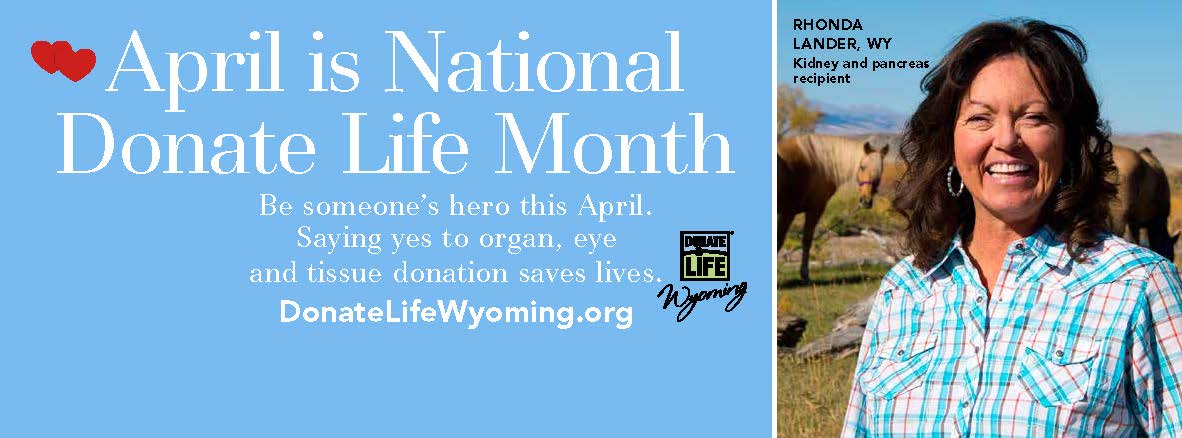 April is National
Donate Life Month
Be someone's hero this April.
Saying yes to organ, eye
and tissue donation saves lives.
DonateLifeWyoming.org
DONATE
LIFE
Wyoming
RHONDA
LANDER, WY
Kidney and pancreas
recipient